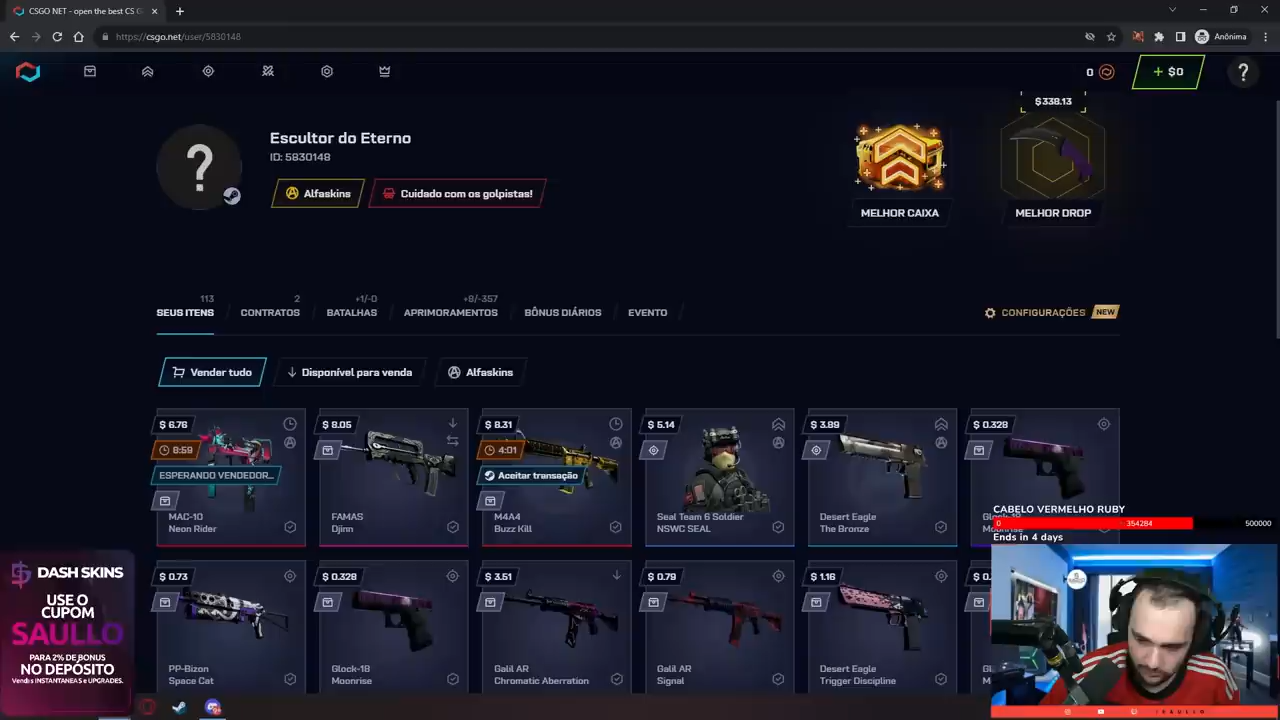 CSGO NET - open the best CS G
https://csgo.net/user/5830148
Anônima
0
+ $0
?
$338.13
Escultor do Eterno
ID: 5830148
Alfaskins
Cuidado com os golpistas!
MELHOR CAIXA
MELHOR DROP
113
SEUS ITENS
2
CONTRATOS
+1/-0
BATALHAS
+9/-357
APRIMORAMENTOS
BÔNUS DIÁRIOS
EVENTO
CONFIGURAÇÕES NEW
Vender tudo
Disponível para venda
Alfaskins
$ 6.76
8:59
ESPERANDO VENDEDOR...
MAC-10
Neon Rider
$ 8.05
FAMAS
Djinn
$ 8.31
4:01
Aceitar transação
M4A4
Buzz Kill
$ 5.14
Seal Team 6 Soldier
NSWC SEAL
$ 3.89
Desert Eagle
The Bronze
$ 0.328
CABELO VERMELHO RUBY
0 354284 500000
Ends in 4 days
$ 0.73
PP-Bizon
Space Cat
$ 0.328
Glock-18
Moonrise
$ 3.51
Galil AR
Chromatic Aberration
$ 0.79
Galil AR
Signal
$ 1.16
Desert Eagle
Trigger Discipline
DASH SKINS
USE O
CUPOM
SAULLO
PARA 2% DE BONUS
NO DEPÓSITO